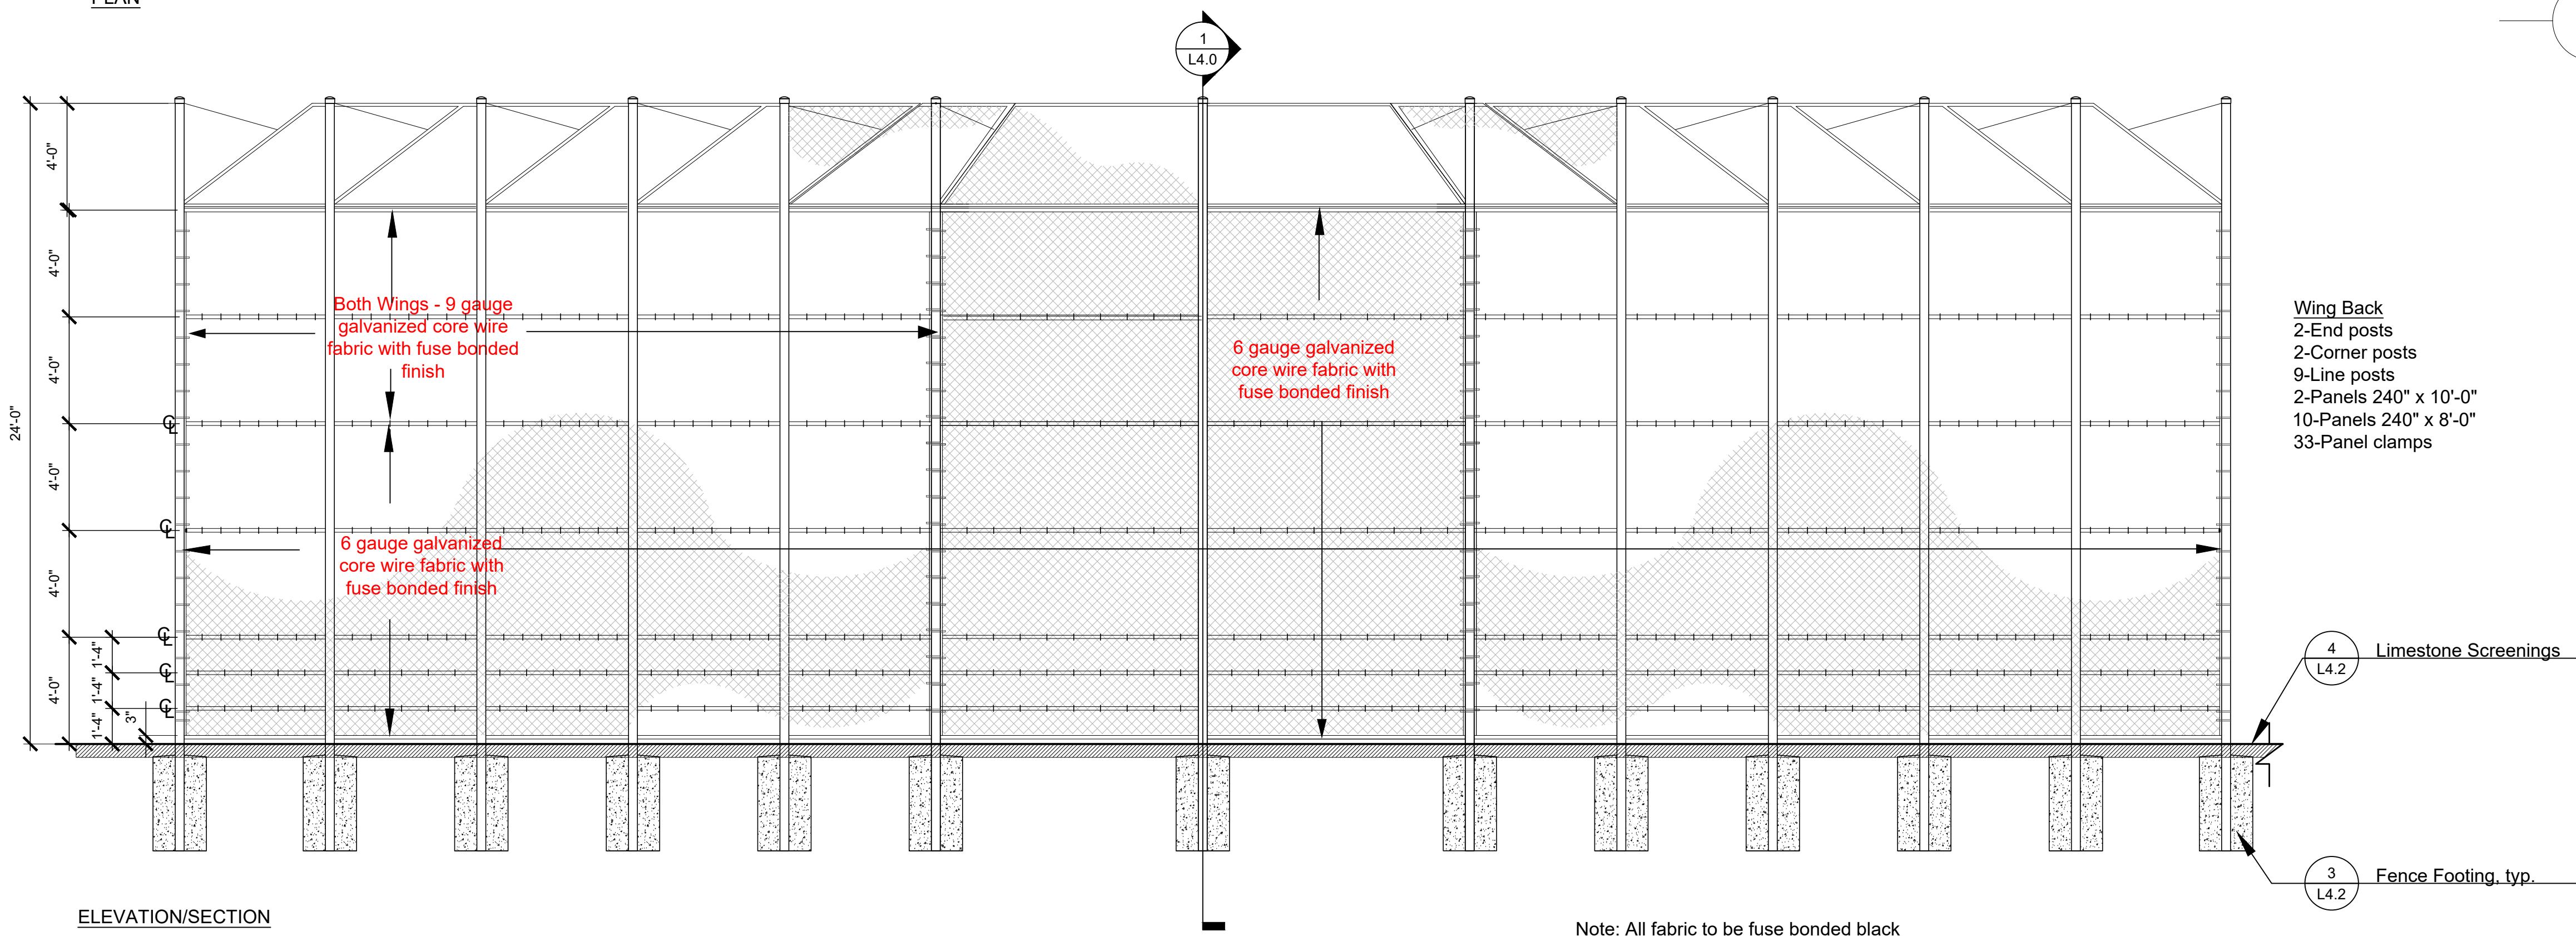 PLAN
1
L4.0
4'-0"
4'-0"
4'-0"
4'-0"
4'-0"
4'-0"
24'-0"
1'-4"
1'-4"
1'-4"
3"
CL
CL
CL
CL
CL
Both Wings - 9 gauge
galvanized core wire
fabric with fuse bonded
finish
6 gauge galvanized
core wire fabric with
fuse bonded finish
6 gauge galvanized
core wire fabric with
fuse bonded finish
Wing Back
2-End posts
2-Corner posts
9-Line posts
2-Panels 240" x 10'-0"
10-Panels 240" x 8'-0"
33-Panel clamps
4
L4.2
Limestone Screenings
3
L4.2
Fence Footing, typ.
ELEVATION/SECTION
Note: All fabric to be fuse bonded black